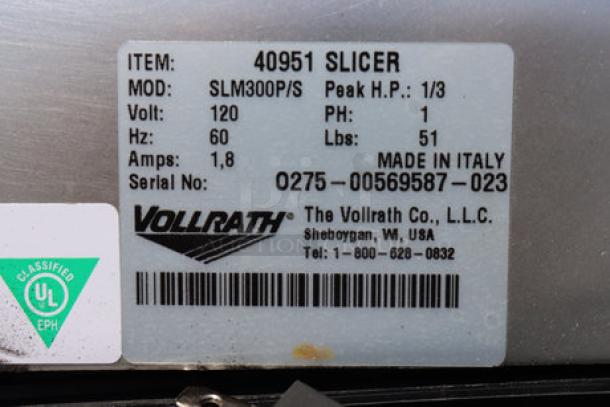 ITEM: 40951 SLICER
MOD: SLM300P/S Peak H.P.: 1/3
Volt: 120 PH: 1
Hz: 60 Lbs: 51
Amps: 1,8 MADE IN ITALY
Serial No: 0275-00569587-023
VOLLRATH® The Vollrath Co., L.L.C.
Sheboygan, WI, USA
Tel: 1-800-628-0832
CLASSIFIED
UL
EPH